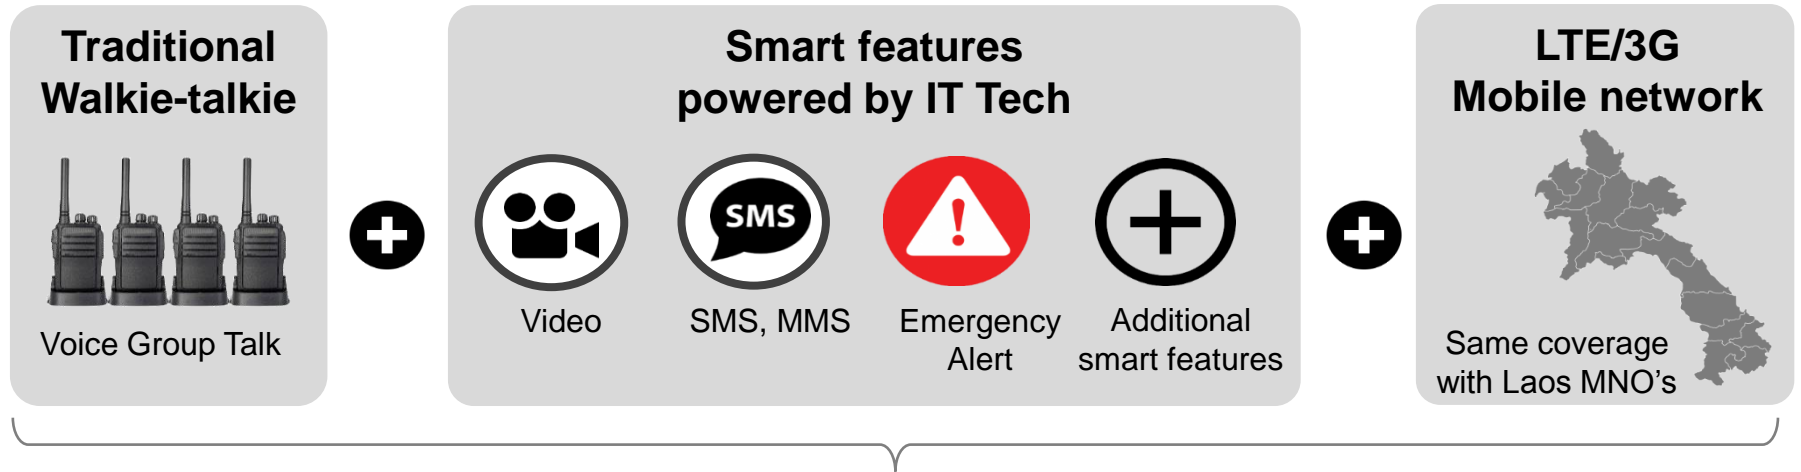 Traditional
Walkie-talkie
Voice Group Talk
Smart features
powered by IT Tech
SMS
Video
SMS, MMS
Emergency
Alert
Additional
smart features
LTE/3G
Mobile network
Same coverage
with Laos MNO’s